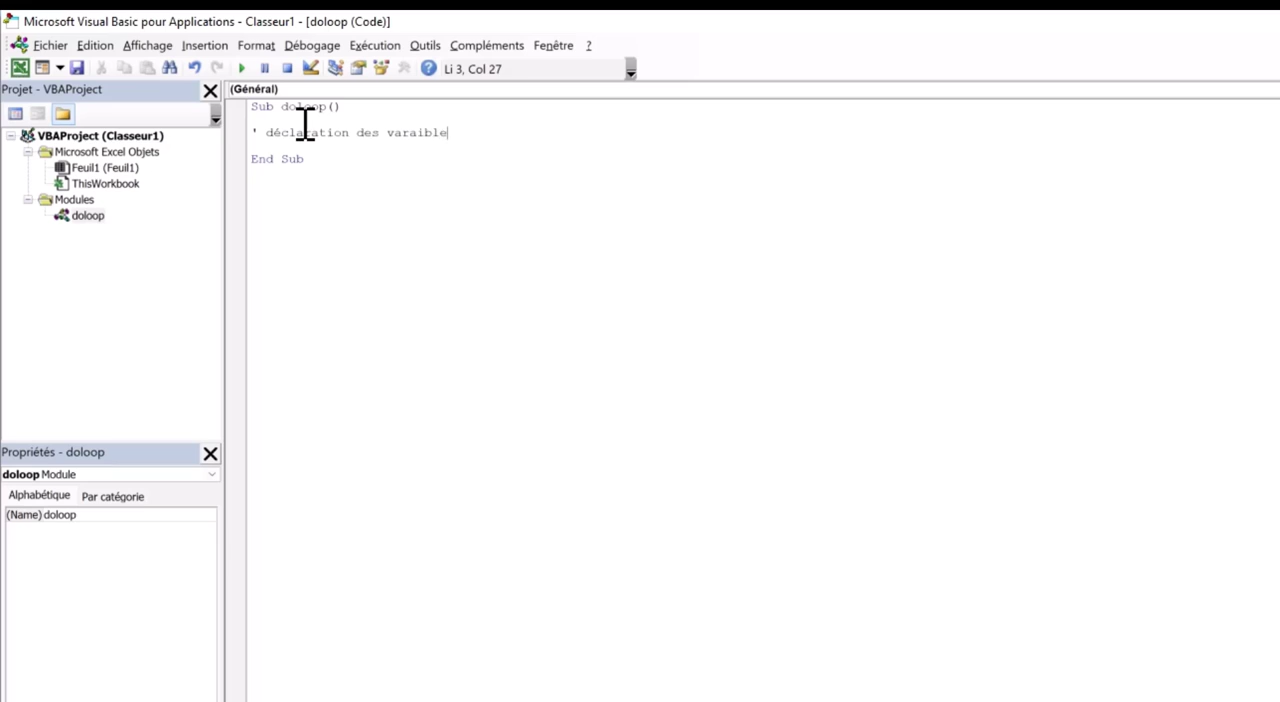 Microsoft Visual Basic pour Applications - Classeur1 - [doloop (Code)]
Fichier Edition Affichage Insertion Format Débogage Exécution Outils Compléments Fenêtre ?
Li 3, Col 27
Projet - VBAProject
(Général)
Sub doloop()
' déclaration des varaible
End Sub
VBAProject (Classeur1)
Microsoft Excel Objets
Feuil1 (Feuil1)
ThisWorkbook
Modules
doloop
Propriétés - doloop
doloop Module
Alphabétique Par catégorie
(Name) doloop